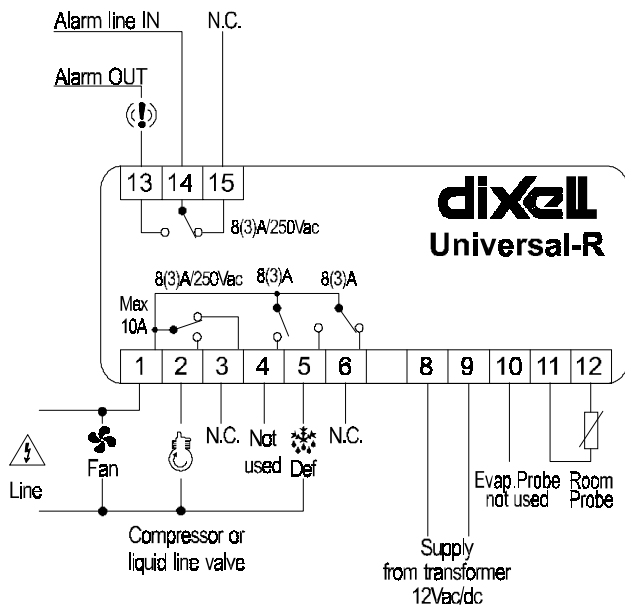 Alarm line IN
N.C.
Alarm OUT
13 14 15
dixell
Universal-R
8(3)A/250Vac
8(3)A/250Vac 8(3)A 8(3)A
Max
10A
1 2 3 4 5 6 8 9 10 11 12
N.C.
Not
used
N.C.
Fan
Def
Line
Evap.Probe
not used
Room
Probe
Compressor or
liquid line valve
Supply
from transformer
12Vac/dc